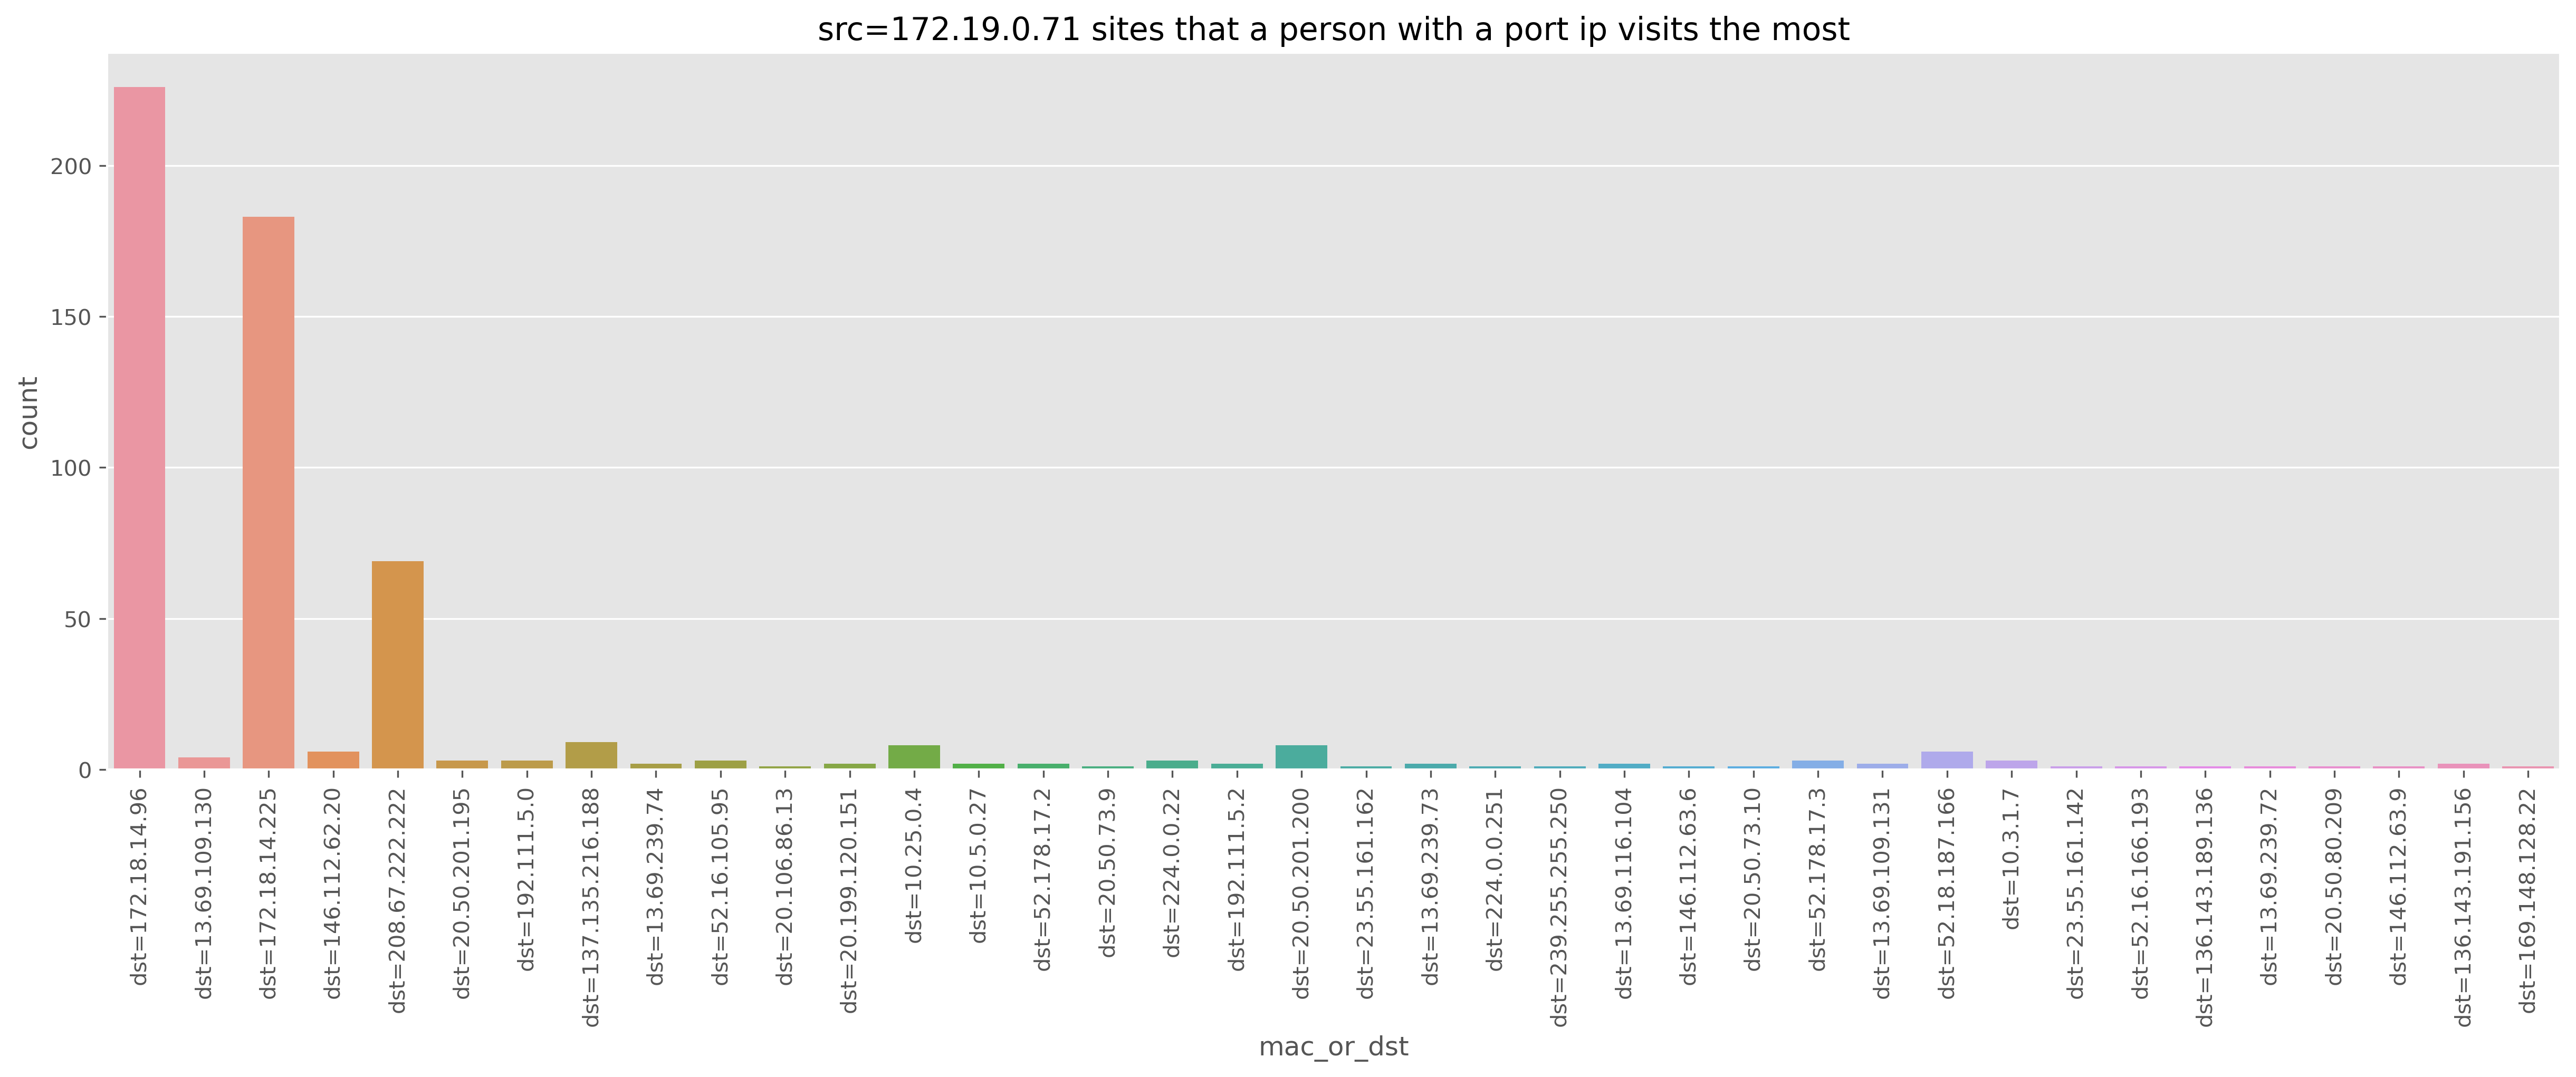 src=172.19.0.71 sites that a person with a port ip visits the most
count
200
150
100
50
0
dst=172.18.14.96
dst=13.69.109.130
dst=172.18.14.225
dst=146.112.62.20
dst=208.67.222.222
dst=20.50.201.195
dst=192.111.5.0
dst=137.135.216.188
dst=13.69.239.74
dst=52.16.105.95
dst=20.106.86.13
dst=20.199.120.151
dst=10.25.0.4
dst=10.5.0.27
dst=52.178.17.2
dst=20.50.73.9
dst=224.0.0.22
dst=192.111.5.2
dst=20.50.201.200
dst=23.55.161.162
dst=13.69.239.73
dst=224.0.0.251
dst=239.255.255.250
dst=13.69.116.104
dst=146.112.63.6
dst=20.50.73.10
dst=52.178.17.3
dst=13.69.109.131
dst=52.18.187.166
dst=10.3.1.7
dst=23.55.161.142
dst=52.16.166.193
dst=136.143.189.136
dst=13.69.239.72
dst=20.50.80.209
dst=146.112.63.9
dst=136.143.191.156
dst=169.148.128.22
mac_or_dst